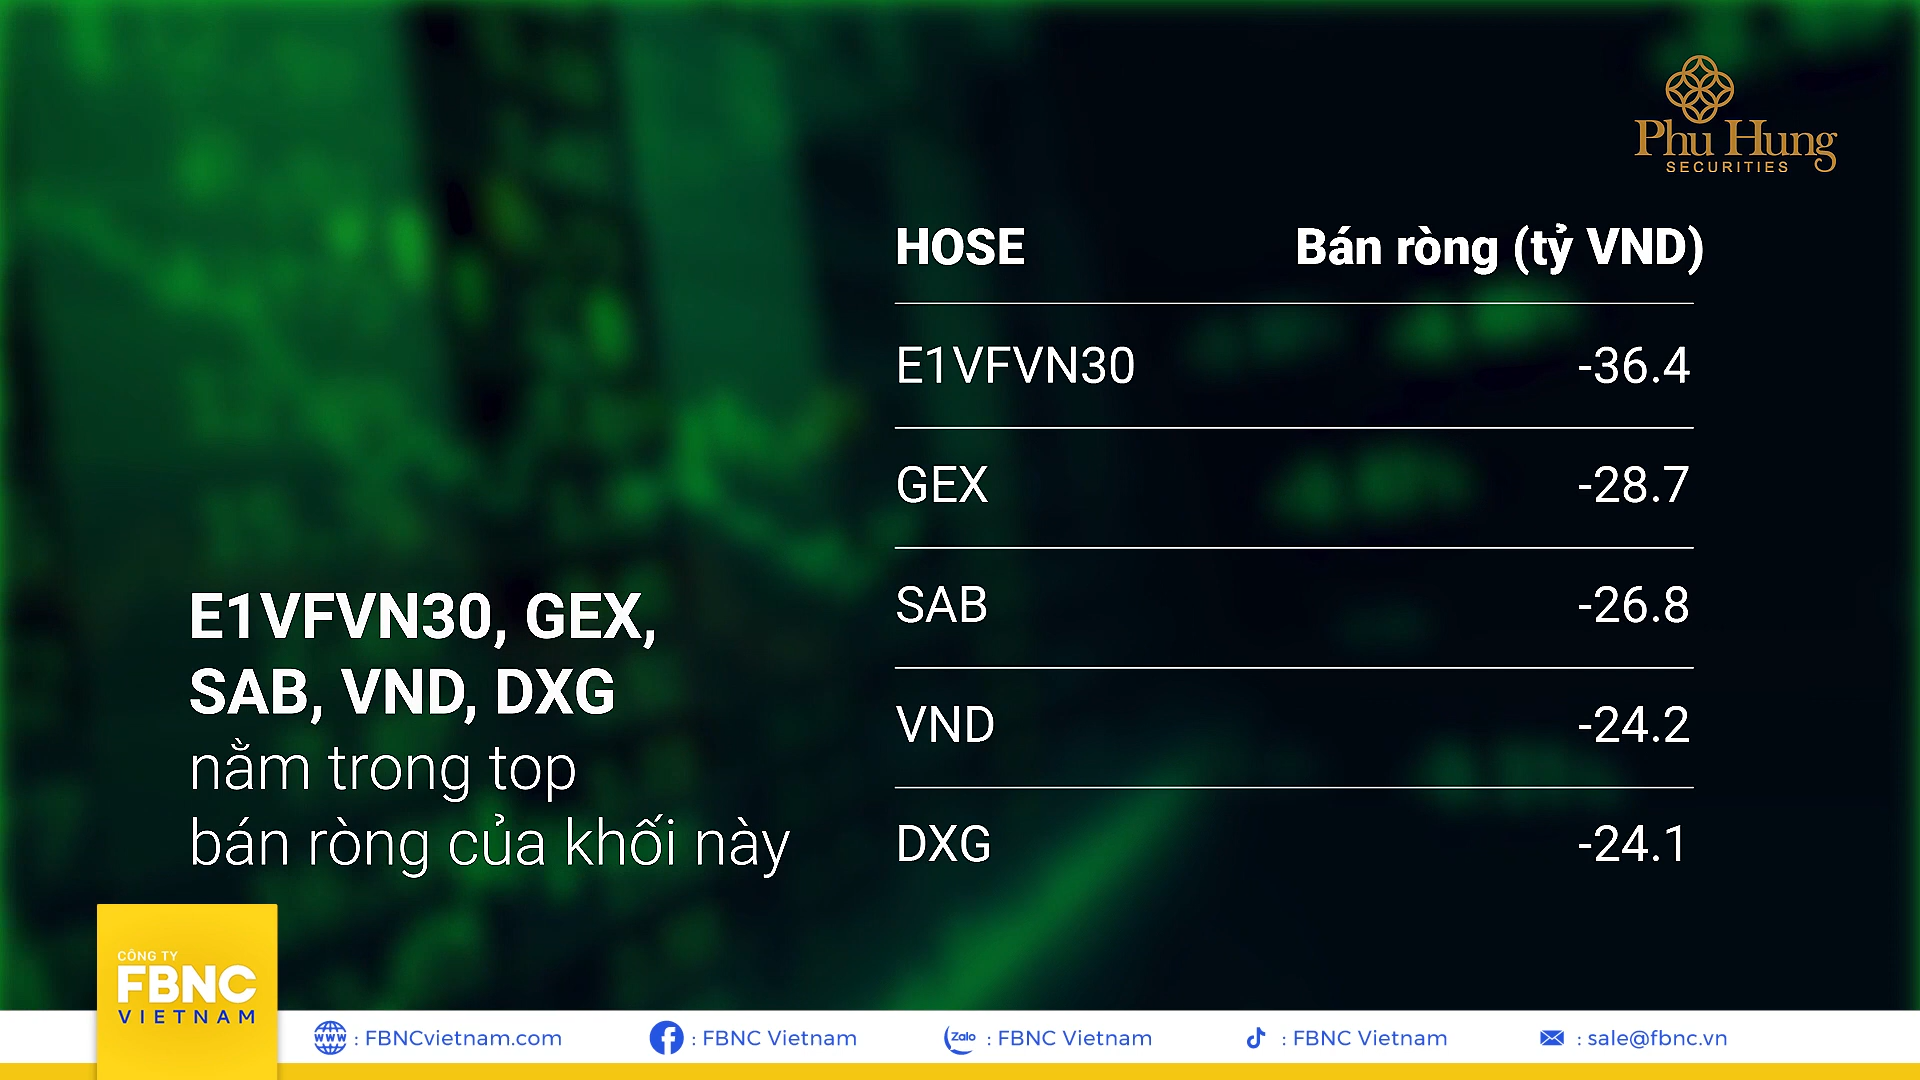 Phu Hung
SECURITIES
HOSE Bán ròng (tỷ VND)
E1VFVN30 -36.4
GEX -28.7
SAB -26.8
VND -24.2
DXG -24.1
E1VFVN30, GEX,
SAB, VND, DXG
nằm trong top
bán ròng của khối này
CÔNG TY
FBNC
VIETNAM
www : FBNCvietnam.com
: FBNC Vietnam
Zalo : FBNC Vietnam
: FBNC Vietnam
: sale@fbnc.vn